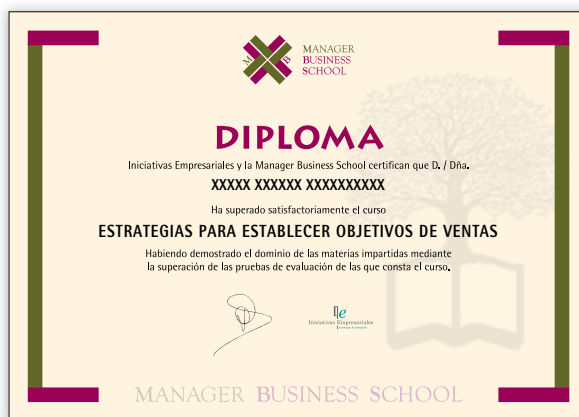 M
B
MANAGER
BUSINESS
SCHOOL
DIPLOMA
Iniciativas Empresariales y la Manager Business School certifican que D. / Dña.
XXXXX XXXXXX XXXXXXXXXX
Ha superado satisfactoriamente el curso
ESTRATEGIAS PARA ESTABLECER OBJETIVOS DE VENTAS
Habiendo demostrado el dominio de las materias impartidas mediante
la superación de las pruebas de evaluación de las que consta el curso.
Ie
Iniciativas Empresariales
MANAGER BUSINESS SCHOOL